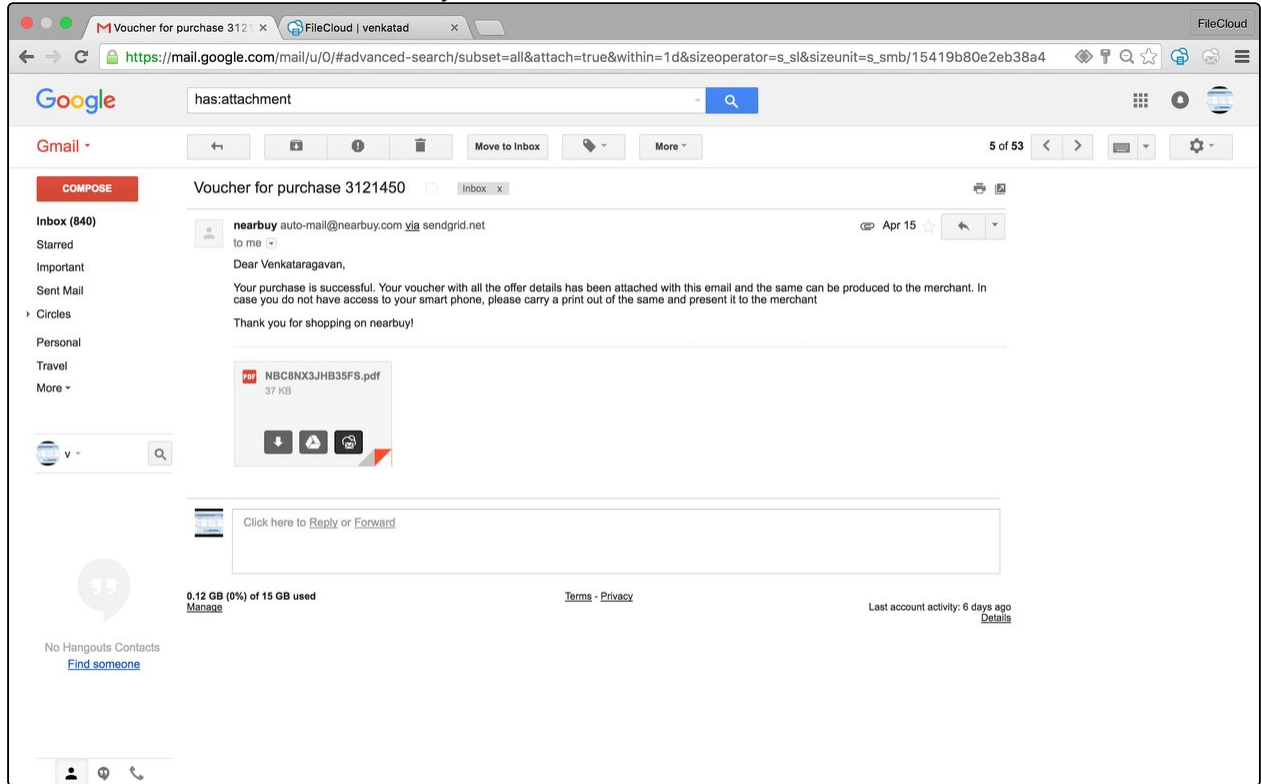 Voucher for purchase 3121 ×
FileCloud | venkatad ×
FileCloud
https://mail.google.com/mail/u/0/#advanced-search/subset=all&attach=true&within=1d&sizeoperator=s_sl&sizeunit=s_smb/15419b80e2eb38a4
Google
has:attachment
Gmail
Move to Inbox
More
5 of 53
COMPOSE
Voucher for purchase 3121450
Inbox x
Inbox (840)
Starred
Important
Sent Mail
Circles
Personal
Travel
More
nearbuy auto-mail@nearbuy.com via sendgrid.net
Apr 15
to me
Dear Venkataragavan,
Your purchase is successful. Your voucher with all the offer details has been attached with this email and the same can be produced to the merchant. In
case you do not have access to your smart phone, please carry a print out of the same and present it to the merchant
Thank you for shopping on nearbuy!
PDF NBC8NX3JHB35FS.pdf
37 KB
v
Click here to Reply or Forward
0.12 GB (0%) of 15 GB used
Manage
Terms - Privacy
Last account activity: 6 days ago
Details
No Hangouts Contacts
Find someone